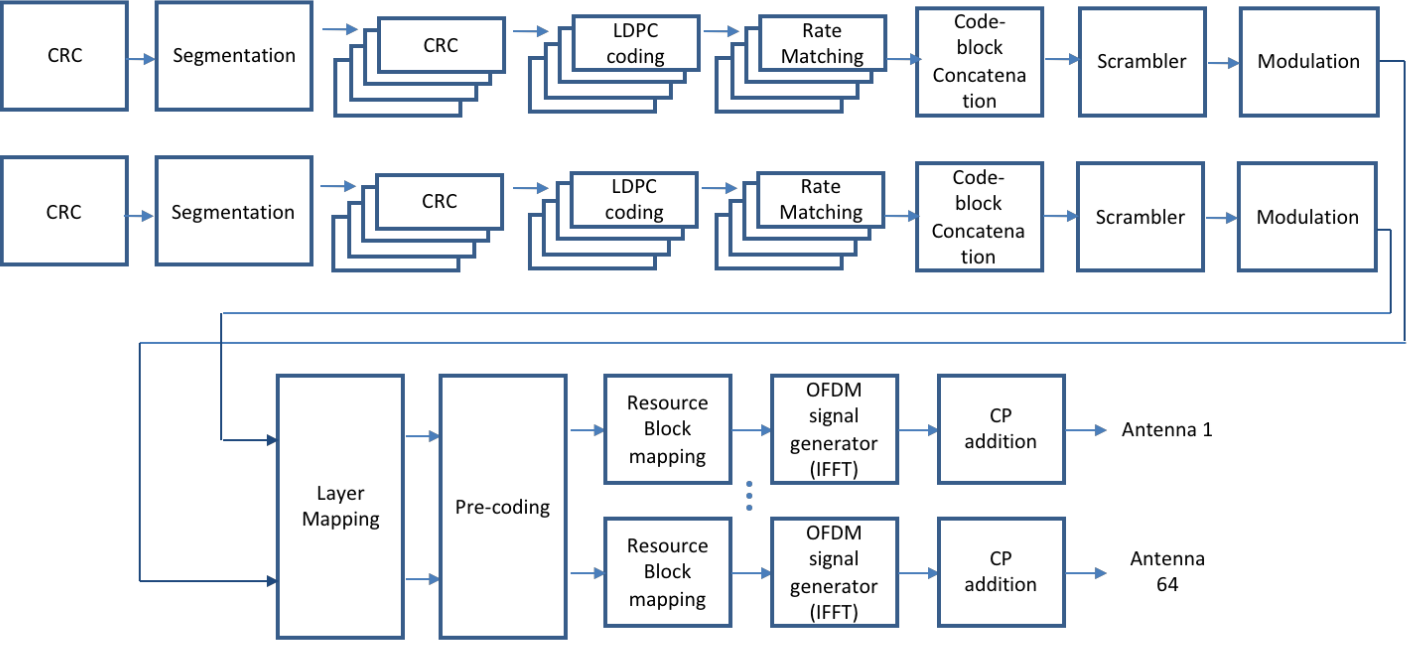 CRC
Segmentation
CRC
LDPC
coding
Rate
Matching
Code-
block
Concatena
tion
Scrambler
Modulation
CRC
Segmentation
CRC
LDPC
coding
Rate
Matching
Code-
block
Concatena
tion
Scrambler
Modulation
Layer
Mapping
Pre-coding
Resource
Block
mapping
OFDM
signal
generator
(IFFT)
CP
addition
Antenna 1
Resource
Block
mapping
OFDM
signal
generator
(IFFT)
CP
addition
Antenna
64